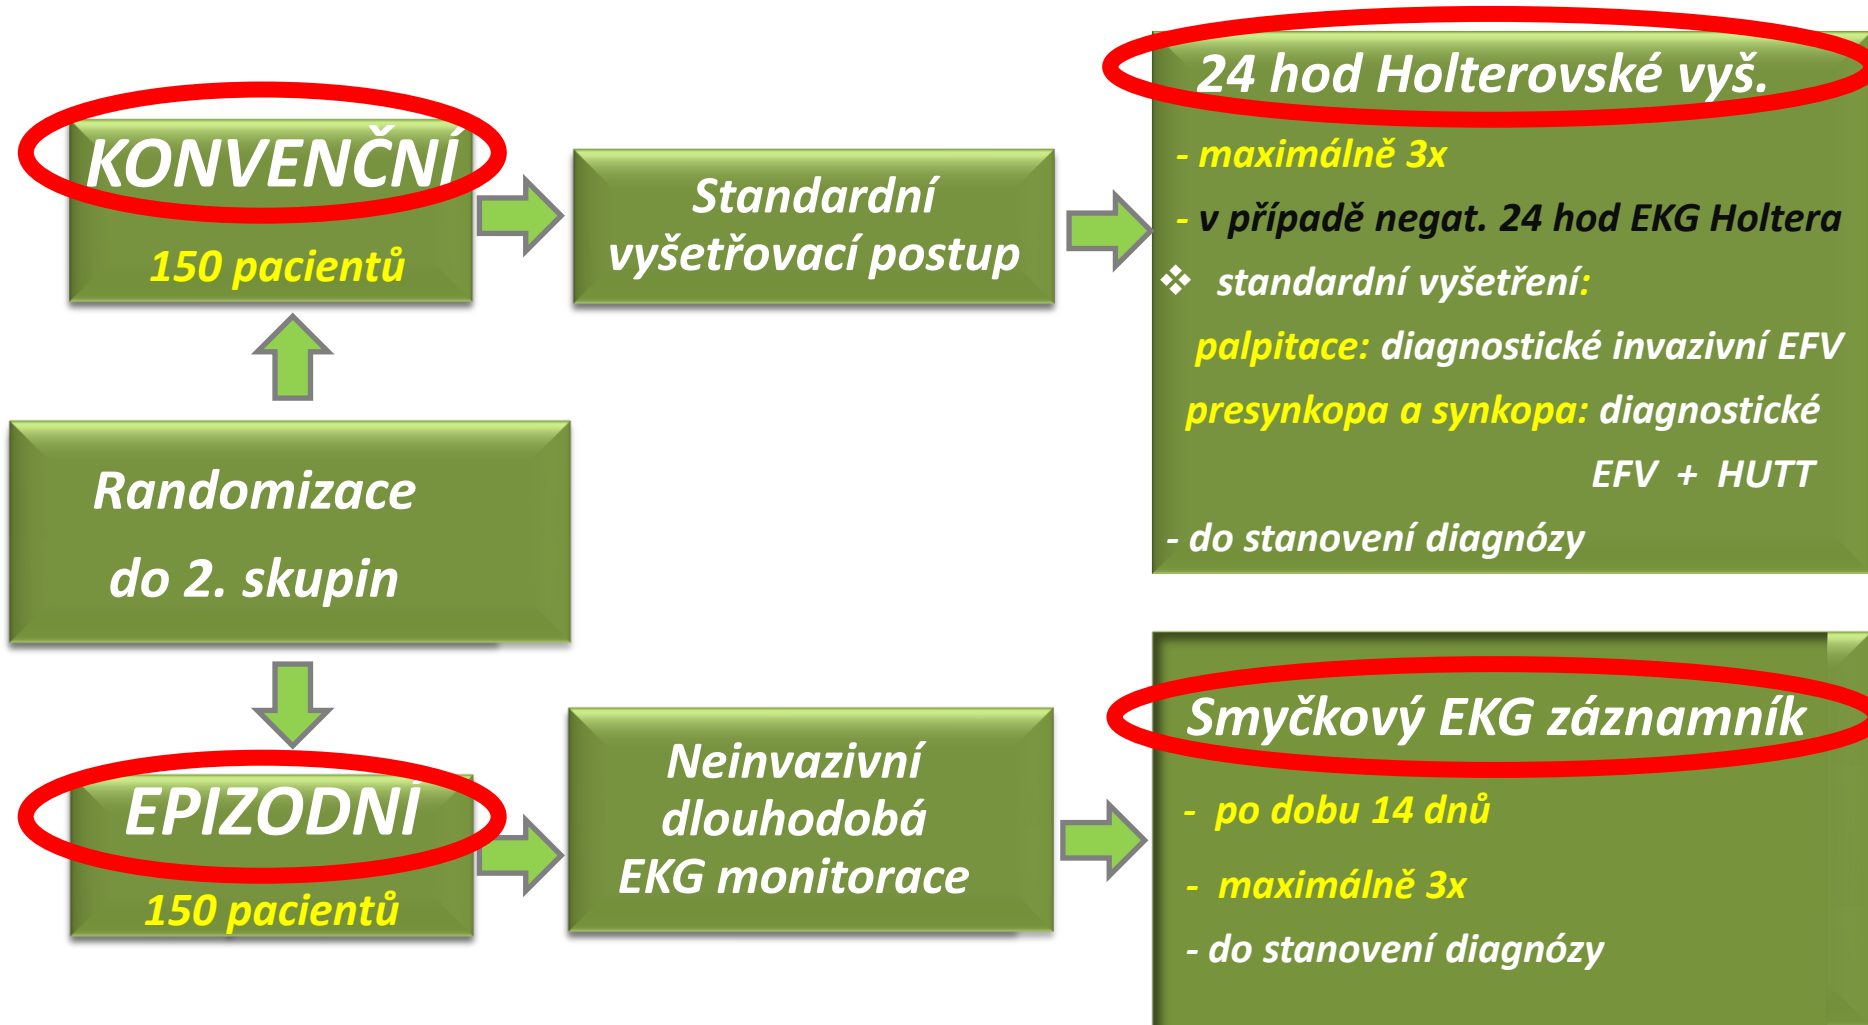 KONVENČNÍ
150 pacientů
Standardní
vyšetřovací postup
24 hod Holterovské vyš.
- maximálně 3x
- v případě negat. 24 hod EKG Holtera
❖ standardní vyšetření:
palpitace: diagnostické invazivní EFV
presynkopa a synkopa: diagnostické
EFV + HUTT
- do stanovení diagnózy
Randomizace
do 2. skupin
EPIZODNÍ
150 pacientů
Neinvazivní
dlouhodobá
EKG monitorace
Smyčkový EKG záznamník
- po dobu 14 dnů
- maximálně 3x
- do stanovení diagnózy